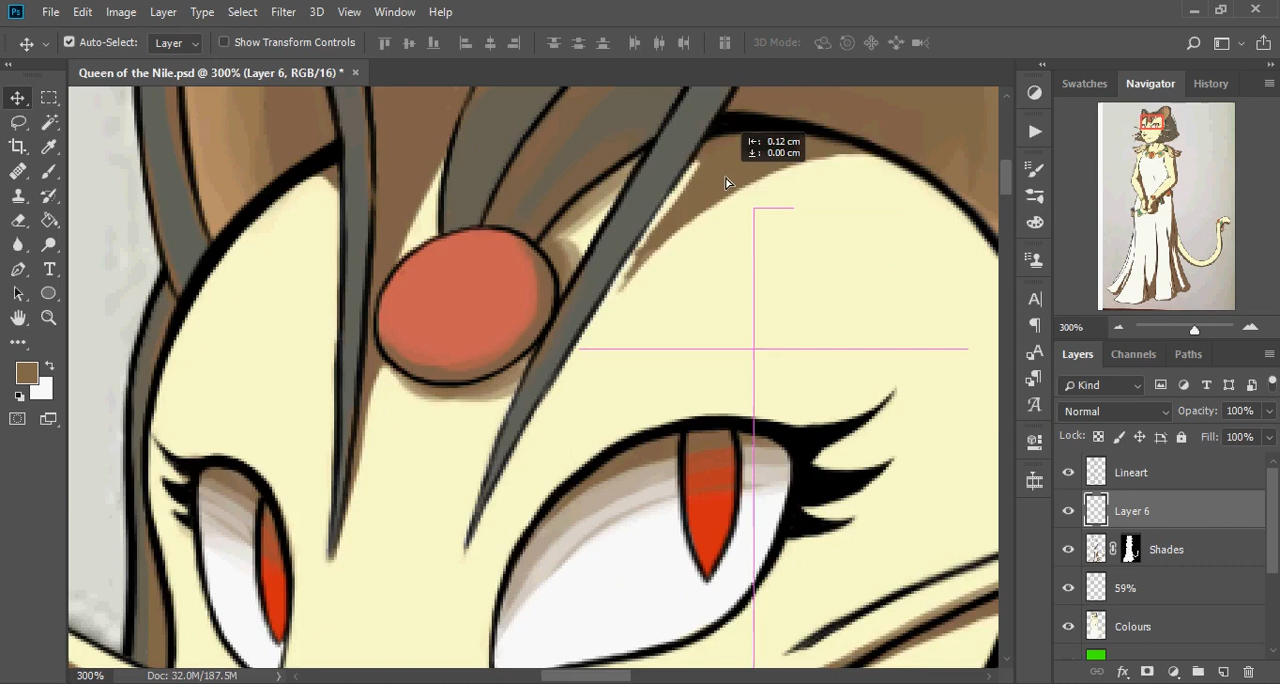 Ps File Edit Image Layer Type Select Filter 3D View Window Help
Auto-Select: Layer Show Transform Controls 3D Mode:
Queen of the Nile.psd @ 300% (Layer 6, RGB/16) * ×
Swatches Navigator History
0.12 cm
0.00 cm
300%
Layers Channels Paths
Kind
Normal Opacity: 100%
Lock: Fill: 100%
Lineart
Layer 6
Shades
59%
Colours
300% Doc: 32.0M/187.5M